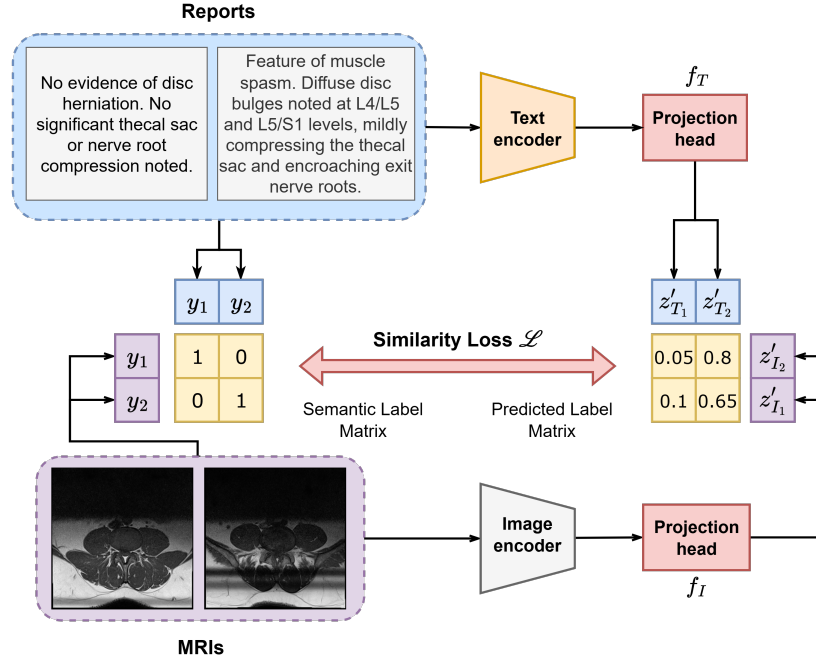 Reports
No evidence of disc
herniation. No
significant thecal sac
or nerve root
compression noted.
Feature of muscle
spasm. Diffuse disc
bulges noted at L4/L5
and L5/S1 levels, mildly
compressing the thecal
sac and encroaching exit
nerve roots.
Text
encoder
f_T
Projection
head
y_1 y_2
z'_{T_1} z'_{T_2}
y_1 1 0
y_2 0 1
Similarity Loss ℒ
Semantic Label
Matrix
Predicted Label
Matrix
0.05 0.8 z'_{I_2}
0.1 0.65 z'_{I_1}
Image
encoder
Projection
head
f_I
MRIs